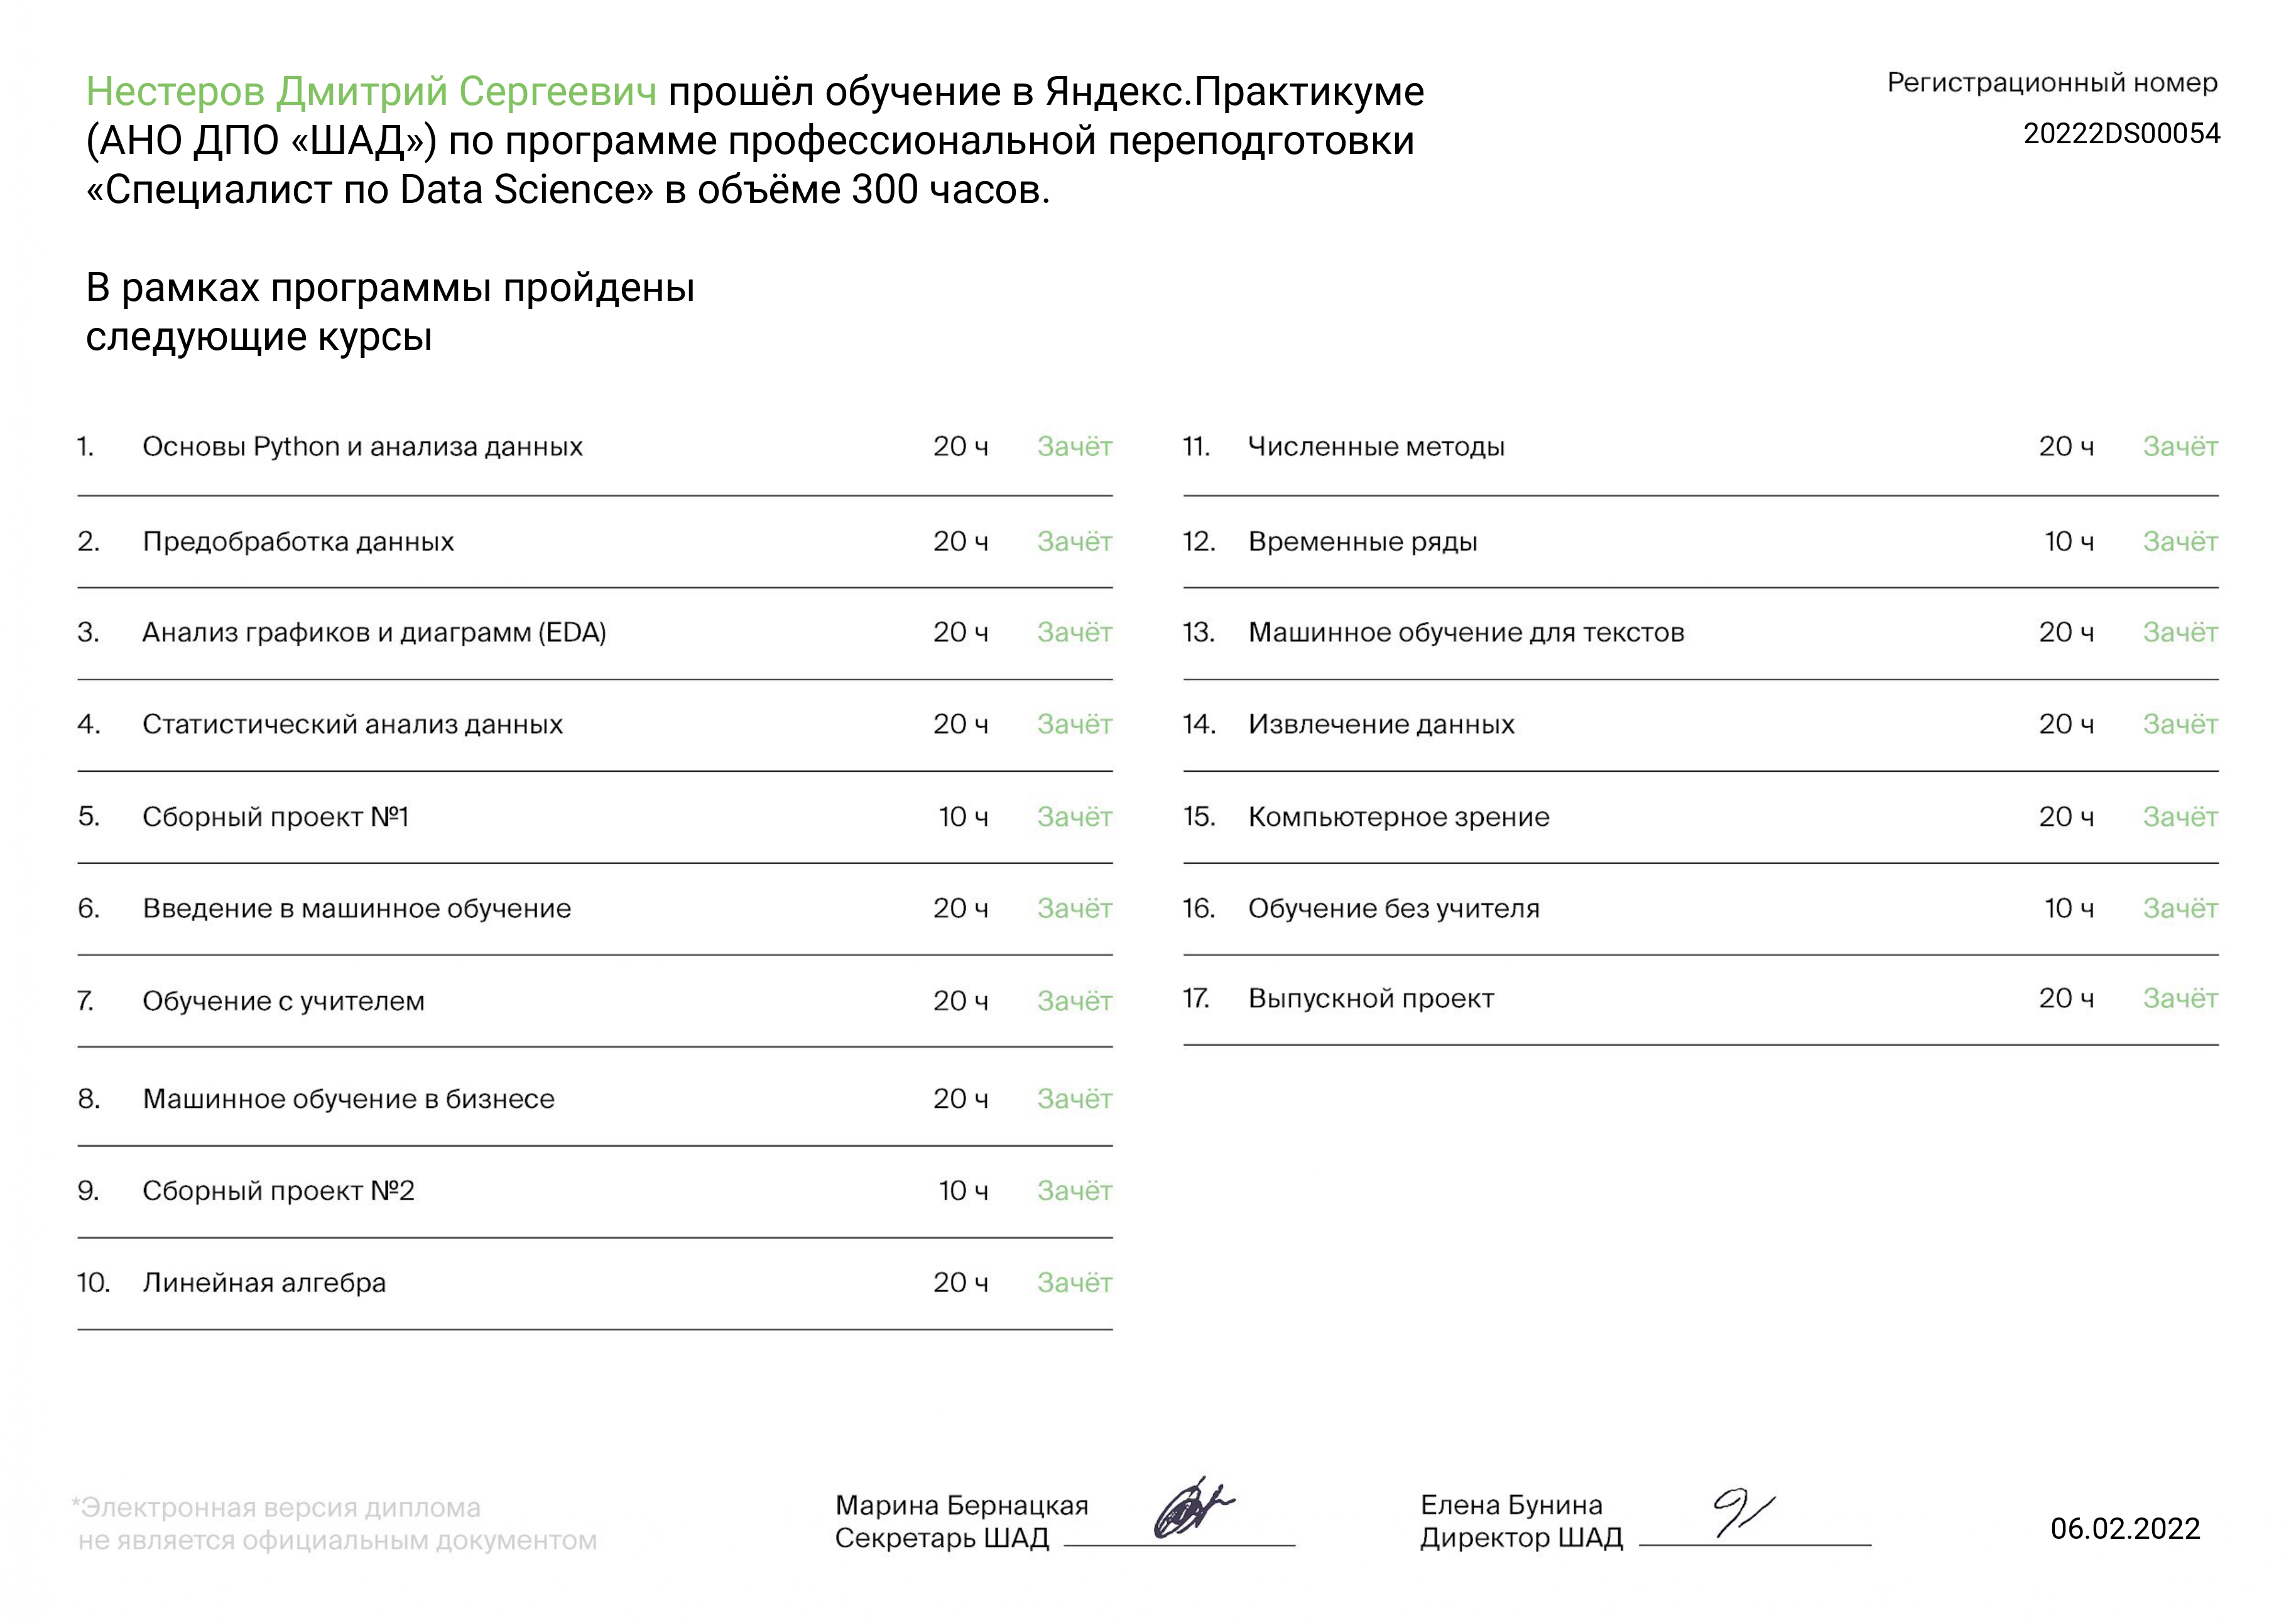 Нестеров Дмитрий Сергеевич прошёл обучение в Яндекс.Практикуме
(АНО ДПО «ШАД») по программе профессиональной переподготовки
«Специалист по Data Science» в объёме 300 часов.
Регистрационный номер
20222DS00054
В рамках программы пройдены
следующие курсы
1. Основы Python и анализа данных 20 ч Зачёт
2. Предобработка данных 20 ч Зачёт
3. Анализ графиков и диаграмм (EDA) 20 ч Зачёт
4. Статистический анализ данных 20 ч Зачёт
5. Сборный проект №1 10 ч Зачёт
6. Введение в машинное обучение 20 ч Зачёт
7. Обучение с учителем 20 ч Зачёт
8. Машинное обучение в бизнесе 20 ч Зачёт
9. Сборный проект №2 10 ч Зачёт
10. Линейная алгебра 20 ч Зачёт
11. Численные методы 20 ч Зачёт
12. Временные ряды 10 ч Зачёт
13. Машинное обучение для текстов 20 ч Зачёт
14. Извлечение данных 20 ч Зачёт
15. Компьютерное зрение 20 ч Зачёт
16. Обучение без учителя 10 ч Зачёт
17. Выпускной проект 20 ч Зачёт
*Электронная версия диплома
не является официальным документом
Марина Бернацкая
Секретарь ШАД
Елена Бунина
Директор ШАД
06.02.2022